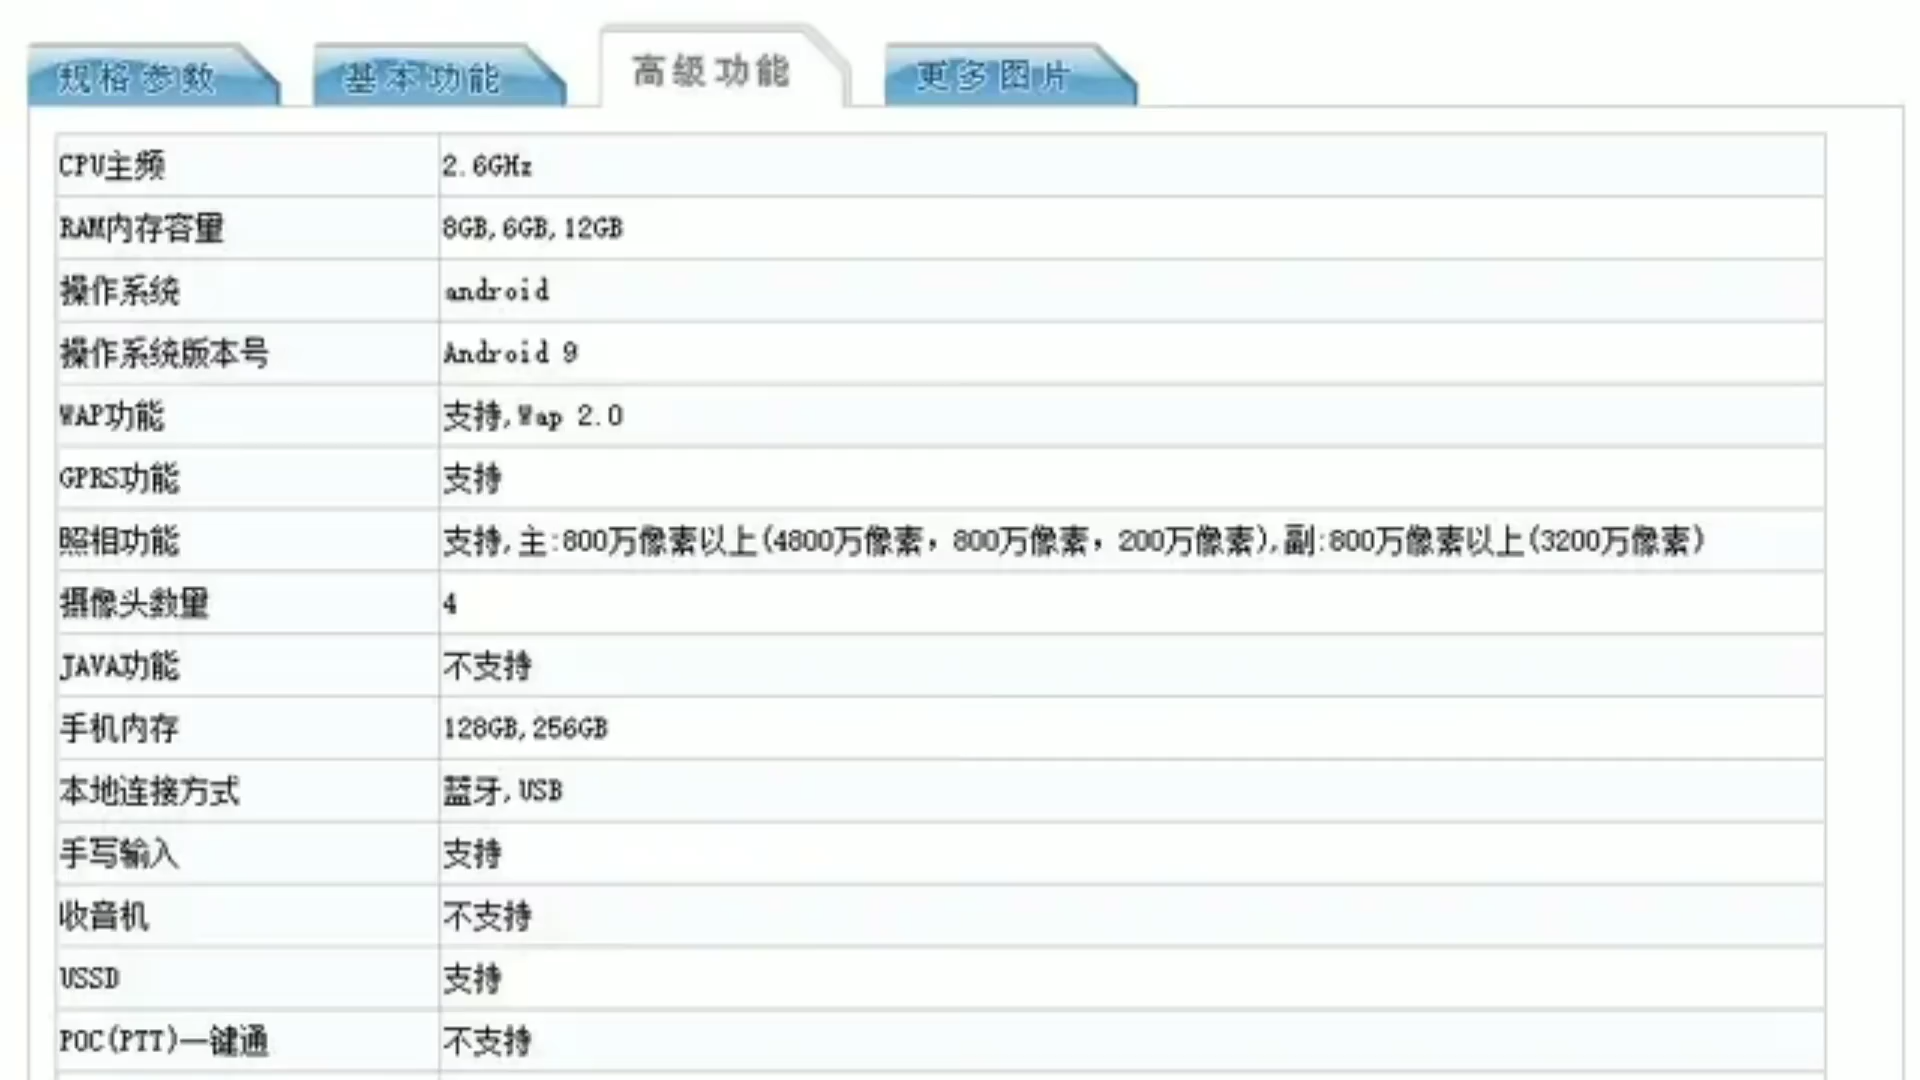 规格参数 基本功能 高级功能 更多图片
CPU主频 2.6GHz
RAM内存容量 8GB,6GB,12GB
操作系统 android
操作系统版本号 Android 9
WAP功能 支持,Wap 2.0
GPRS功能 支持
照相功能 支持,主:800万像素以上(4800万像素，800万像素，200万像素),副:800万像素以上(3200万像素)
摄像头数量 4
JAVA功能 不支持
手机内存 128GB,256GB
本地连接方式 蓝牙,USB
手写输入 支持
收音机 不支持
USSD 支持
POC(PTT)一键通 不支持